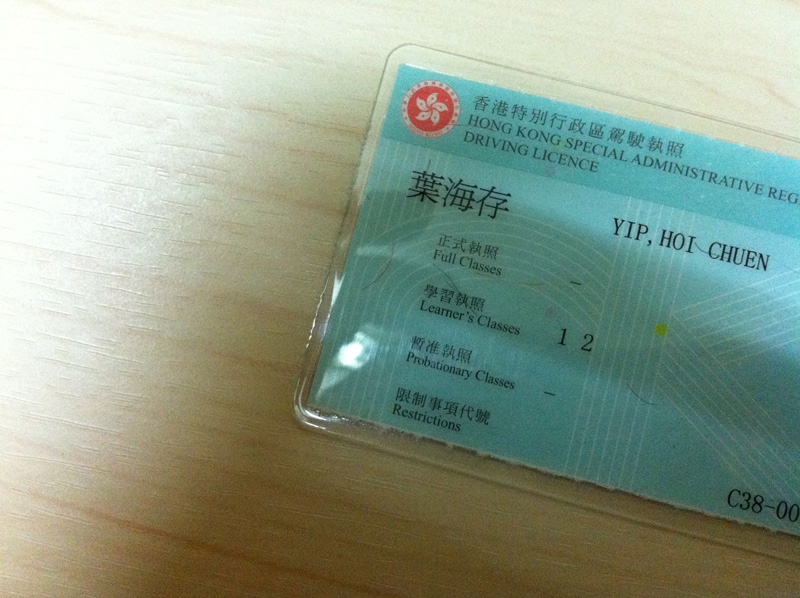 香港特別行政區駕駛執照
HONG KONG SPECIAL ADMINISTRATIVE REG
DRIVING LICENCE
葉海存 YIP, HOI CHUEN
正式執照
Full Classes -
學習執照
Learner's Classes 1 2
暫准執照
Probationary Classes -
限制事項代號
Restrictions
C38-00